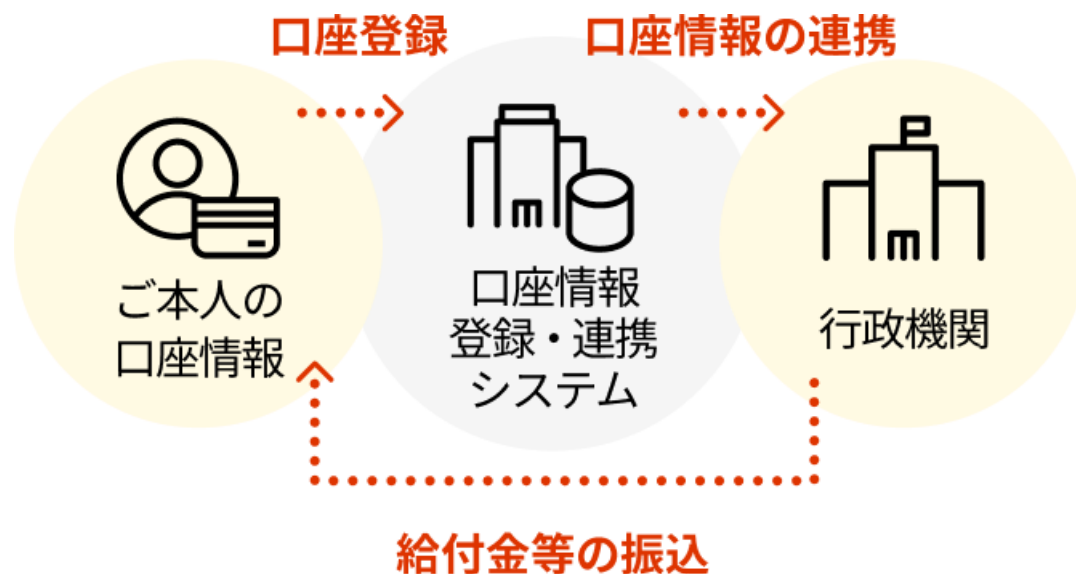 口座登録
口座情報の連携
ご本人の
口座情報
口座情報
登録・連携
システム
行政機関
給付金等の振込